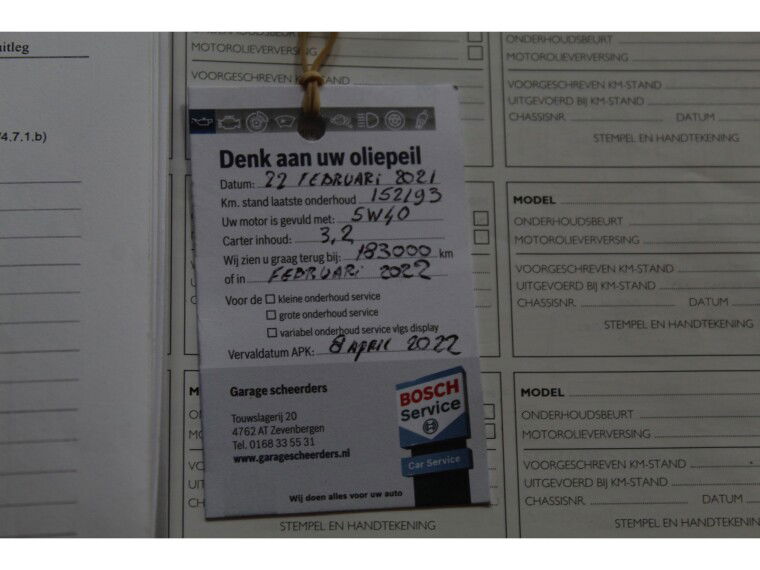 uitleg
/4.7.1.b)
MOTOROLIEVERVERSING
VOORGESCHREVEN KM-STAND
ONDERHOUDSBEURT
MOTOROLIEVERVERSING
VOORGESCHREVEN KM-STAND
UITGEVOERD BIJ KM-STAND
CHASSISNR. DATUM
STEMPEL EN HANDTEKENING
Denk aan uw oliepeil
Datum: 22 FEBRUARI 2021
Km. stand laatste onderhoud 152193
Uw motor is gevuld met: 5W40
Carter inhoud: 3,2
Wij zien u graag terug bij: 183000 km
of in FEBRUARI 2022
Voor de kleine onderhoud service
grote onderhoud service
variabel onderhoud service vlgs display
Vervaldatum APK: 8 APRIL 2022
Garage scheerders
Touwslagerij 20
4762 AT Zevenbergen
Tel. 0168 33 55 31
www.garagescheerders.nl
BOSCH
Service
Car Service
Wij doen alles voor uw auto
STEMPEL EN HANDTEKENING
MODEL
ONDERHOUDSBEURT
MOTOROLIEVERVERSING
VOORGESCHREVEN KM-STAND
UITGEVOERD BIJ KM-STAND
CHASSISNR. DATUM
STEMPEL EN HANDTEKENING
MODEL
ONDERHOUDSBEURT
MOTOROLIEVERVERSING
VOORGESCHREVEN KM-STAND
UITGEVOERD BIJ KM-STAND
CHASSISNR. DATUM
STEMPEL EN HANDTEKENING